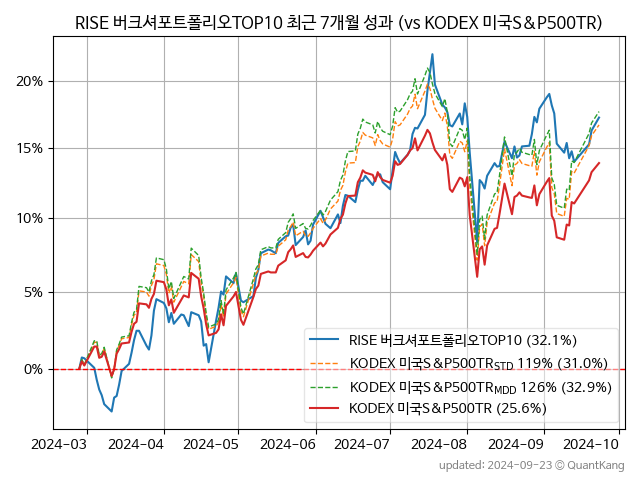 RISE 버크셔포트폴리오TOP10 최근 7개월 성과 (vs KODEX 미국S&P500TR)
20%
15%
10%
5%
0%
RISE 버크셔포트폴리오TOP10 (32.1%)
KODEX 미국S&P500TR STD 119% (31.0%)
KODEX 미국S&P500TR MDD 126% (32.9%)
KODEX 미국S&P500TR (25.6%)
2024-03 2024-04 2024-05 2024-06 2024-07 2024-08 2024-09 2024-10
updated: 2024-09-23 © QuantKang